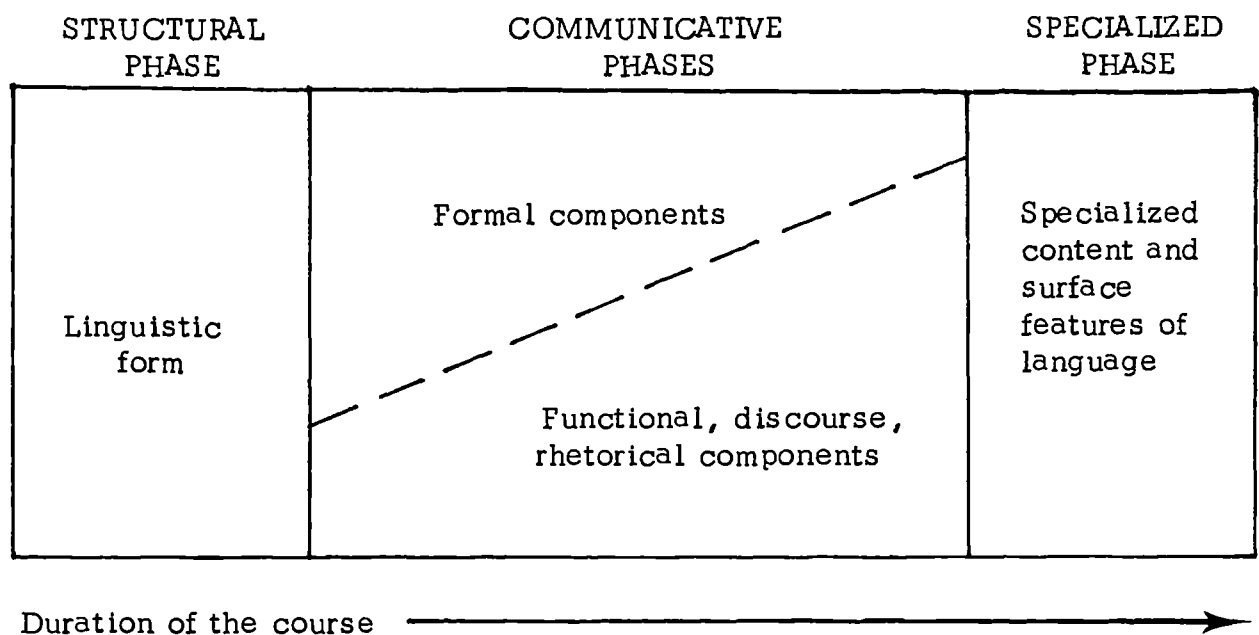 STRUCTURAL
PHASE
COMMUNICATIVE
PHASES
SPECIALIZED
PHASE
Linguistic
form
Formal components
Functional, discourse,
rhetorical components
Specialized
content and
surface
features of
language
Duration of the course